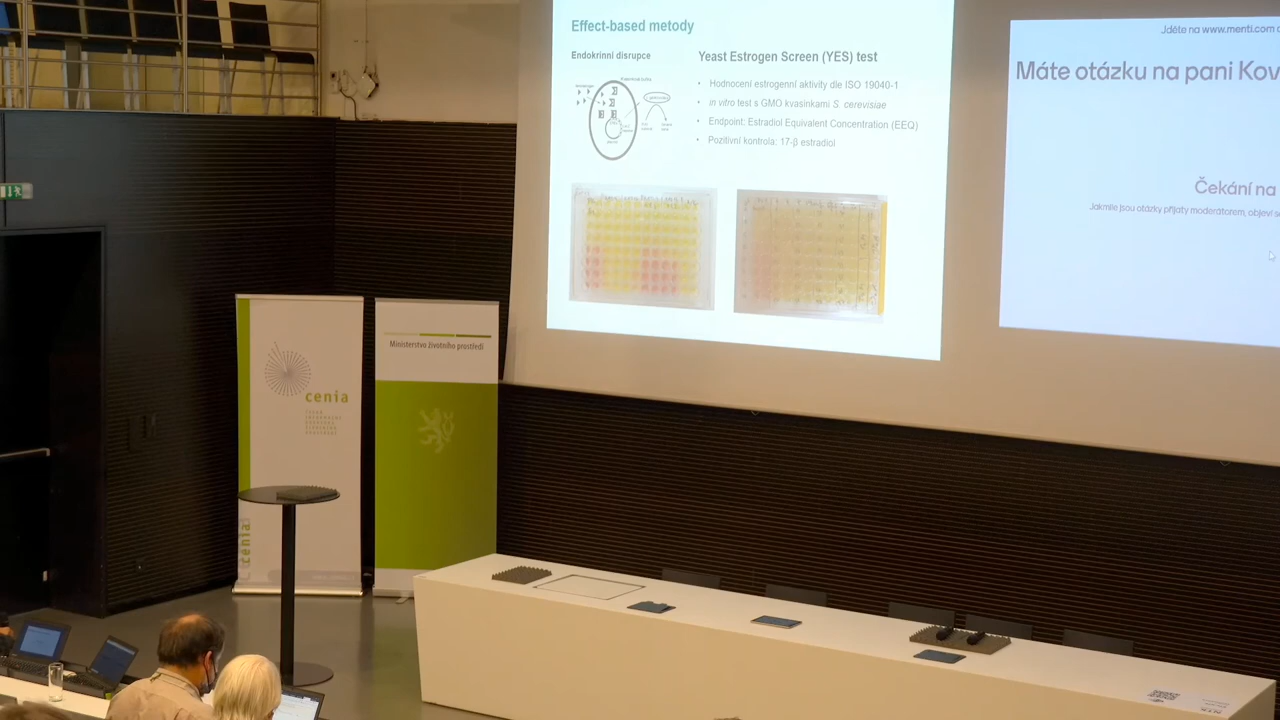 Effect-based metody
Endokrinní disrupce
Yeast Estrogen Screen (YES) test
• Hodnocení estrogenní aktivity dle ISO 19040-1
• in vitro test s GMO kvasinkami S. cerevisiae
• Endpoint: Estradiol Equivalent Concentration (EEQ)
• Pozitivní kontrola: 17-β estradiol
Jděte na www.menti.com
Máte otázku na pani Kov
Čekání na
Jakmile jsou otázky přijaty moderátorem, objeví s
cenia
Ministerstvo životního prostředí
cenia